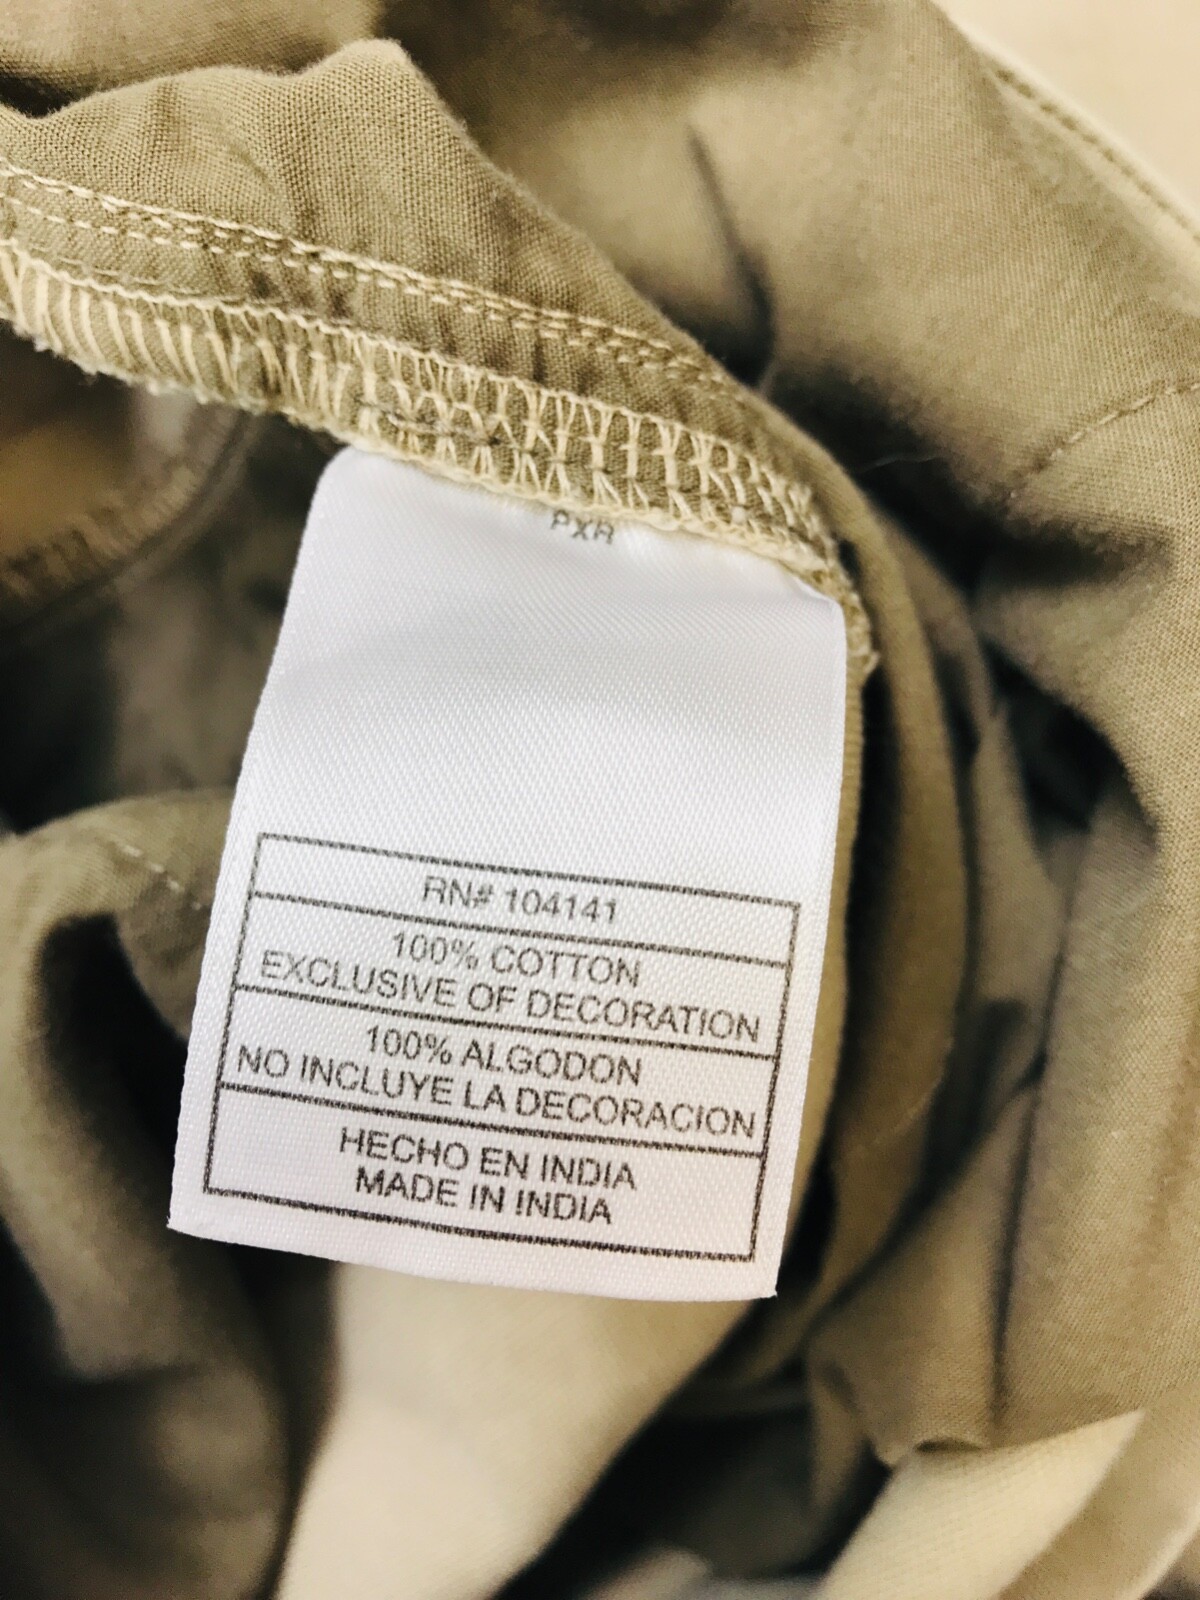 PXR
RN# 104141
100% COTTON
EXCLUSIVE OF DECORATION
100% ALGODON
NO INCLUYE LA DECORACION
HECHO EN INDIA
MADE IN INDIA